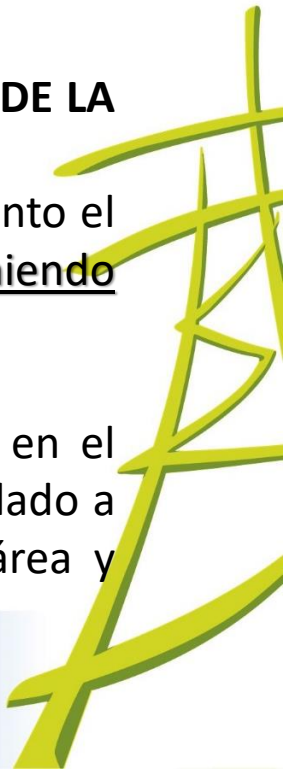 DE LA
nto el
niendo
en el
lado a
área y